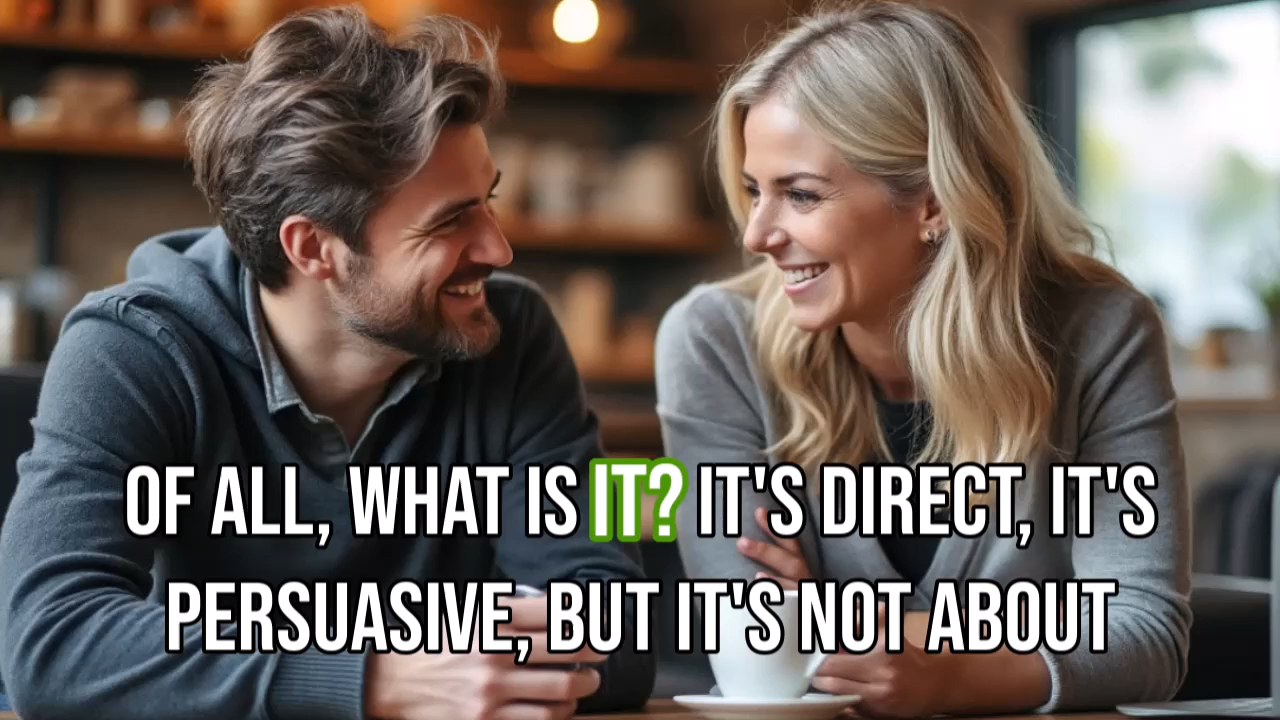 OF ALL, WHAT IS IT? IT'S DIRECT, IT'S
PERSUASIVE, BUT IT'S NOT ABOUT